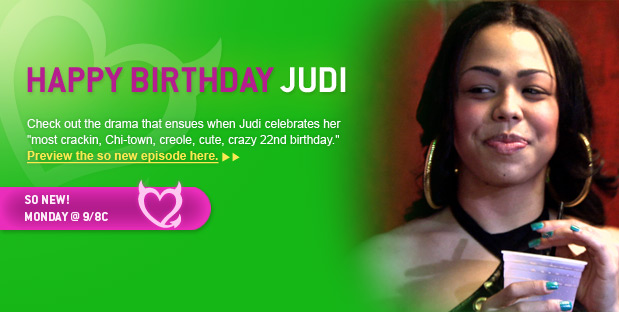 HAPPY BIRTHDAY JUDI
Check out the drama that ensues when Judi celebrates her
"most crackin, Chi-town, creole, cute, crazy 22nd birthday."
Preview the so new episode here.
SO NEW!
MONDAY @ 9/8C